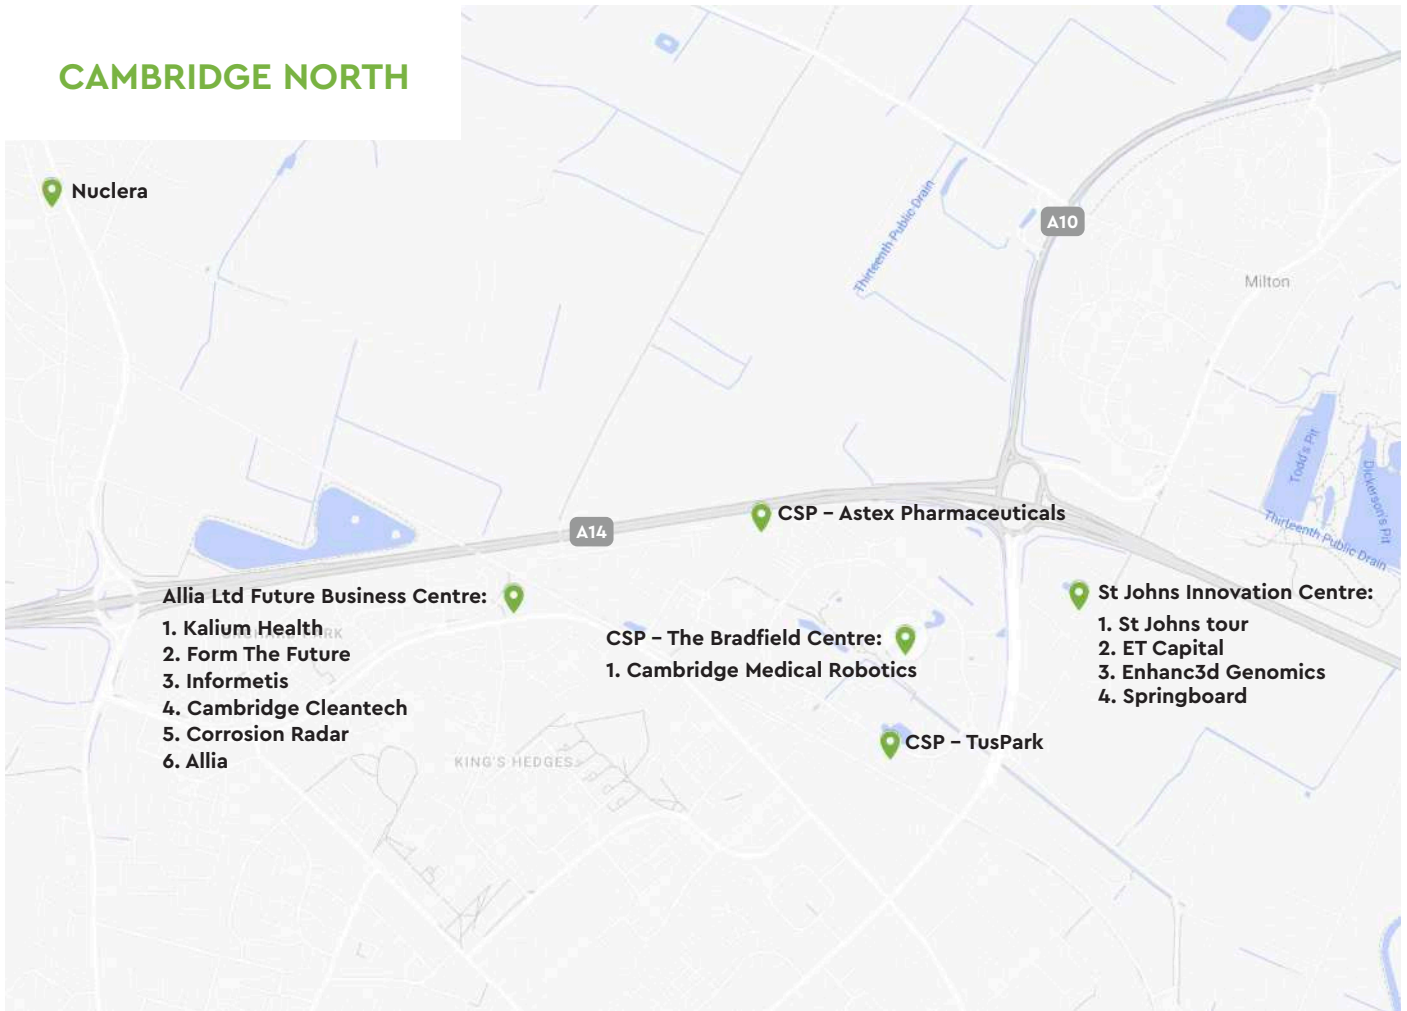 CAMBRIDGE NORTH
Nuclera
Thirteenth Public Drain
A10
Milton
Todd's Pit
Dickerson's Pit
Thirteenth Public Drain
CSP – Astex Pharmaceuticals
A14
Allia Ltd Future Business Centre:
1. Kalium Health
ORCHARD PARK
2. Form The Future
3. Informetis
4. Cambridge Cleantech
5. Corrosion Radar
6. Allia
CSP – The Bradfield Centre:
1. Cambridge Medical Robotics
St Johns Innovation Centre:
1. St Johns tour
2. ET Capital
3. Enhanc3d Genomics
4. Springboard
CSP – TusPark
KING'S HEDGES